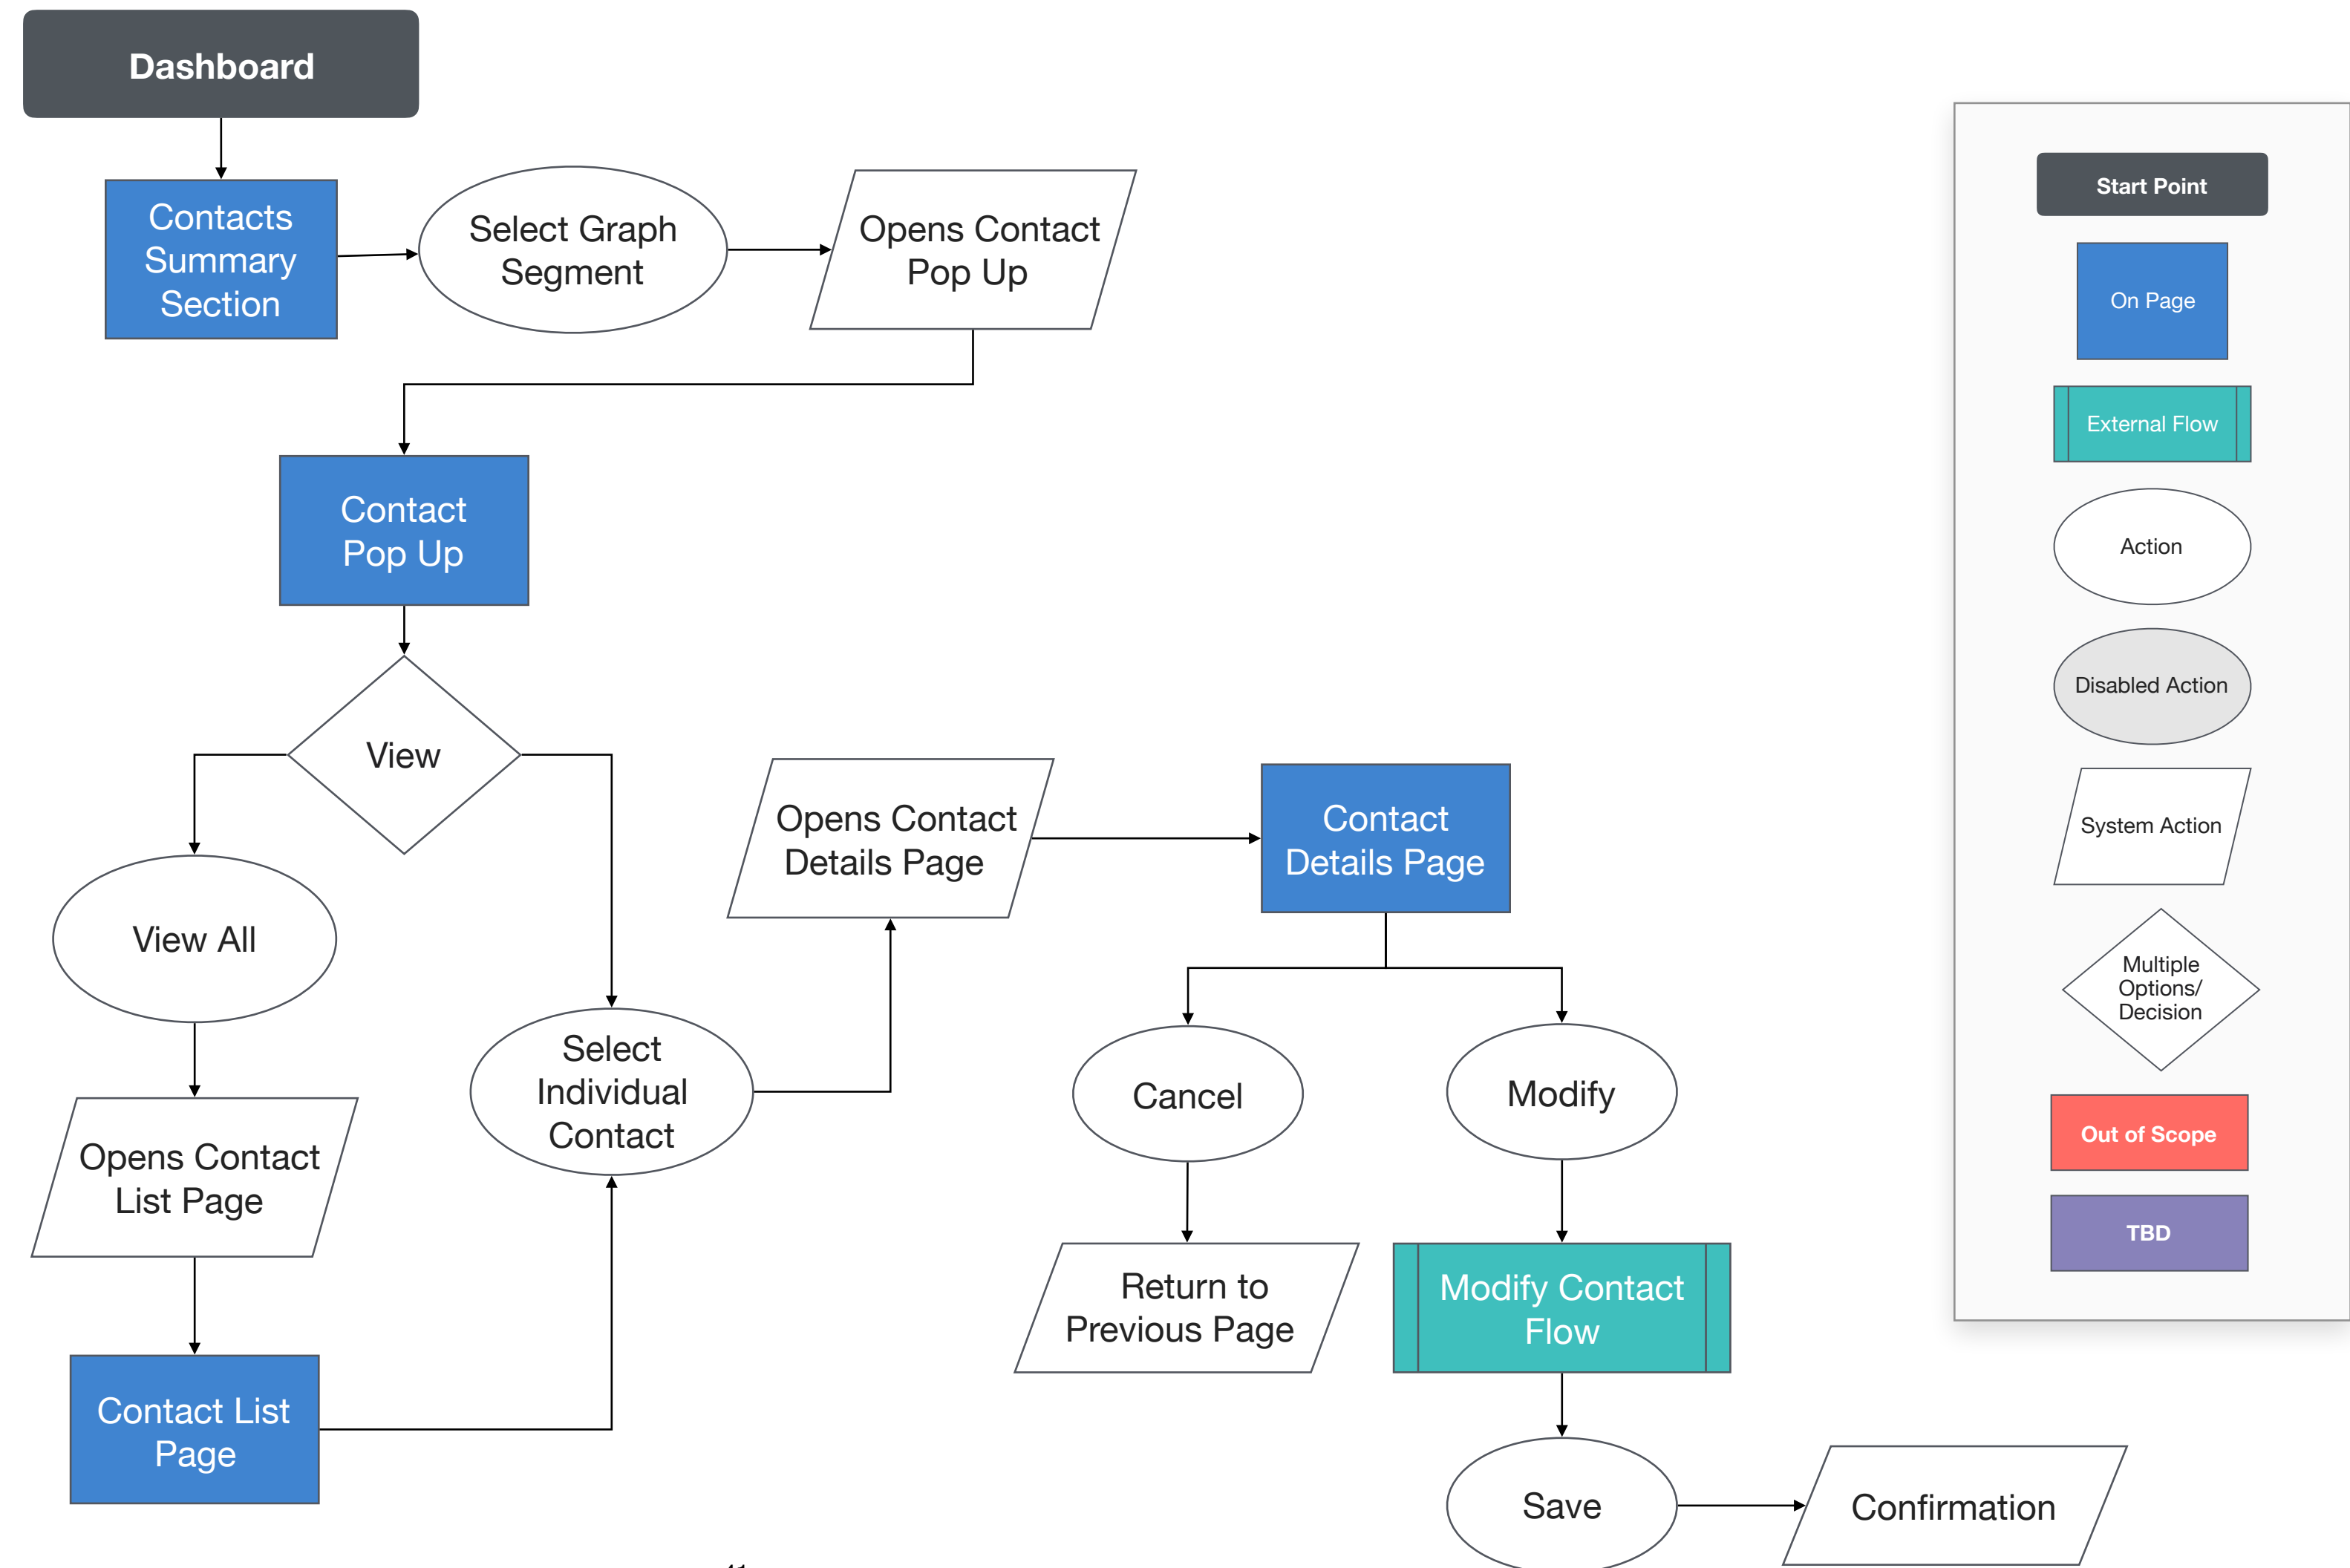 Dashboard
Contacts
Summary
Section
Select Graph
Segment
Opens Contact
Pop Up
Contact
Pop Up
View
View All
Opens Contact
List Page
Contact List
Page
Select
Individual
Contact
Opens Contact
Details Page
Contact
Details Page
Cancel
Return to
Previous Page
Modify
Modify Contact
Flow
Save
Confirmation
Start Point
On Page
External Flow
Action
Disabled Action
System Action
Multiple
Options/
Decision
Out of Scope
TBD